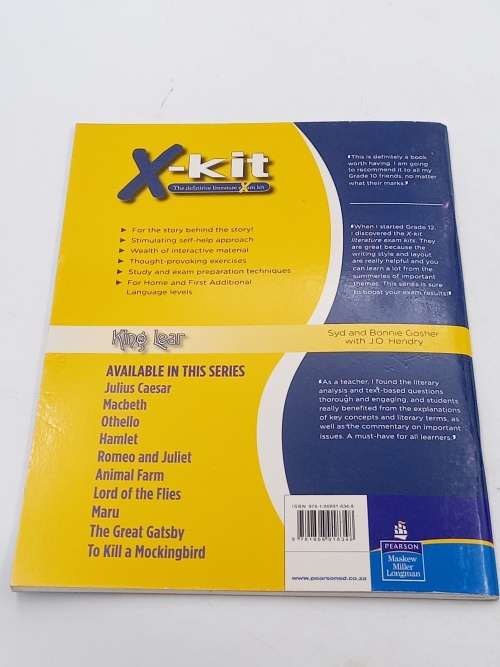 X-kit
The definitive literature exam kit
For the story behind the story!
Stimulating self-help approach
Wealth of interactive material
Thought-provoking exercises
Study and exam preparation techniques
For Home and First Additional
Language levels
"This is definitely a book
worth having. I am going to
recommend it to all my
Grade 10 friends, no matter
what their marks."
"When I started Grade 12,
I discovered the X-kit
literature exam kits. They
are great because the
writing style and layout
are really helpful and you
can learn a lot from the
summeries of important
themes. This series is sure
to boost your exam results!"
King Lear
Syd and Bonnie Gosher
with J.O. Hendry
AVAILABLE IN THIS SERIES
Julius Caesar
Macbeth
Othello
Hamlet
Romeo and Juliet
Animal Farm
Lord of the Flies
Maru
The Great Gatsby
To Kill a Mockingbird
"As a teacher, I found the literary
analysis and text-based questions
thorough and engaging, and students
really benefited from the explanations
of key concepts and literary terms, as
well as the commentary on important
issues. A must-have for all learners."
www.pearsoned.co.za
PEARSON
Maskew
Miller
Longman